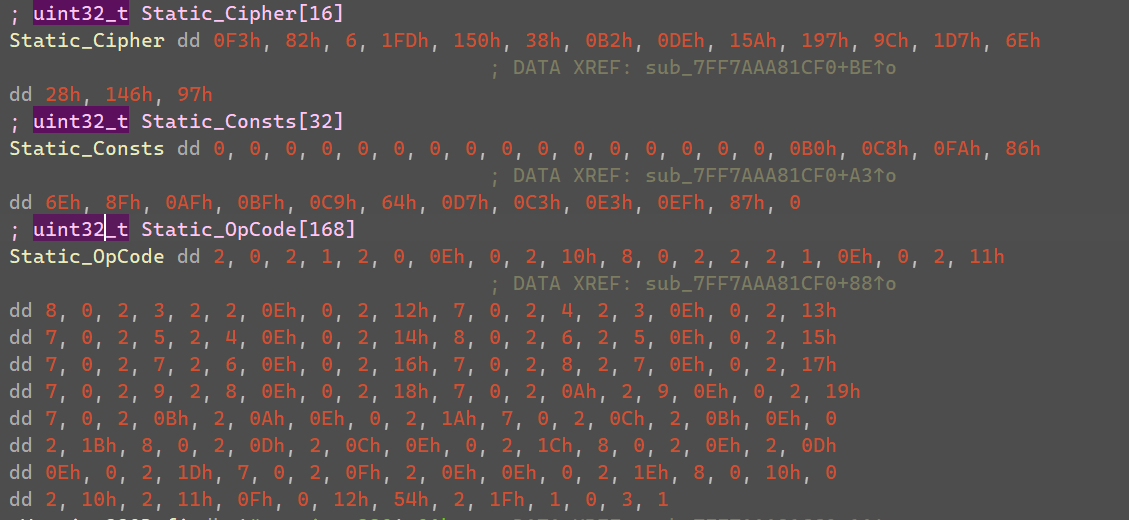 ; uint32_t Static_Cipher[16]
Static_Cipher dd 0F3h, 82h, 6, 1FDh, 150h, 38h, 0B2h, 0DEh, 15Ah, 197h, 9Ch, 1D7h, 6Eh
; DATA XREF: sub_7FF7AAA81CF0+BE↑o
dd 28h, 146h, 97h
; uint32_t Static_Consts[32]
Static_Consts dd 0, 0, 0, 0, 0, 0, 0, 0, 0, 0, 0, 0, 0, 0, 0, 0, 0B0h, 0C8h, 0FAh, 86h
; DATA XREF: sub_7FF7AAA81CF0+A3↑o
dd 6Eh, 8Fh, 0AFh, 0BFh, 0C9h, 64h, 0D7h, 0C3h, 0E3h, 0EFh, 87h, 0
; uint32_t Static_OpCode[168]
Static_OpCode dd 2, 0, 2, 1, 2, 0, 0Eh, 0, 2, 10h, 8, 0, 2, 2, 2, 1, 0Eh, 0, 2, 11h
; DATA XREF: sub_7FF7AAA81CF0+88↑o
dd 8, 0, 2, 3, 2, 2, 0Eh, 0, 2, 12h, 7, 0, 2, 4, 2, 3, 0Eh, 0, 2, 13h
dd 7, 0, 2, 5, 2, 4, 0Eh, 0, 2, 14h, 8, 0, 2, 6, 2, 5, 0Eh, 0, 2, 15h
dd 7, 0, 2, 7, 2, 6, 0Eh, 0, 2, 16h, 7, 0, 2, 8, 2, 7, 0Eh, 0, 2, 17h
dd 7, 0, 2, 9, 2, 8, 0Eh, 0, 2, 18h, 7, 0, 2, 0Ah, 2, 9, 0Eh, 0, 2, 19h
dd 7, 0, 2, 0Bh, 2, 0Ah, 0Eh, 0, 2, 1Ah, 7, 0, 2, 0Ch, 2, 0Bh, 0Eh, 0
dd 2, 1Bh, 8, 0, 2, 0Dh, 2, 0Ch, 0Eh, 0, 2, 1Ch, 8, 0, 2, 0Eh, 2, 0Dh
dd 0Eh, 0, 2, 1Dh, 7, 0, 2, 0Fh, 2, 0Eh, 0Eh, 0, 2, 1Eh, 8, 0, 10h, 0
dd 2, 10h, 2, 11h, 0Fh, 0, 12h, 54h, 2, 1Fh, 1, 0, 3, 1